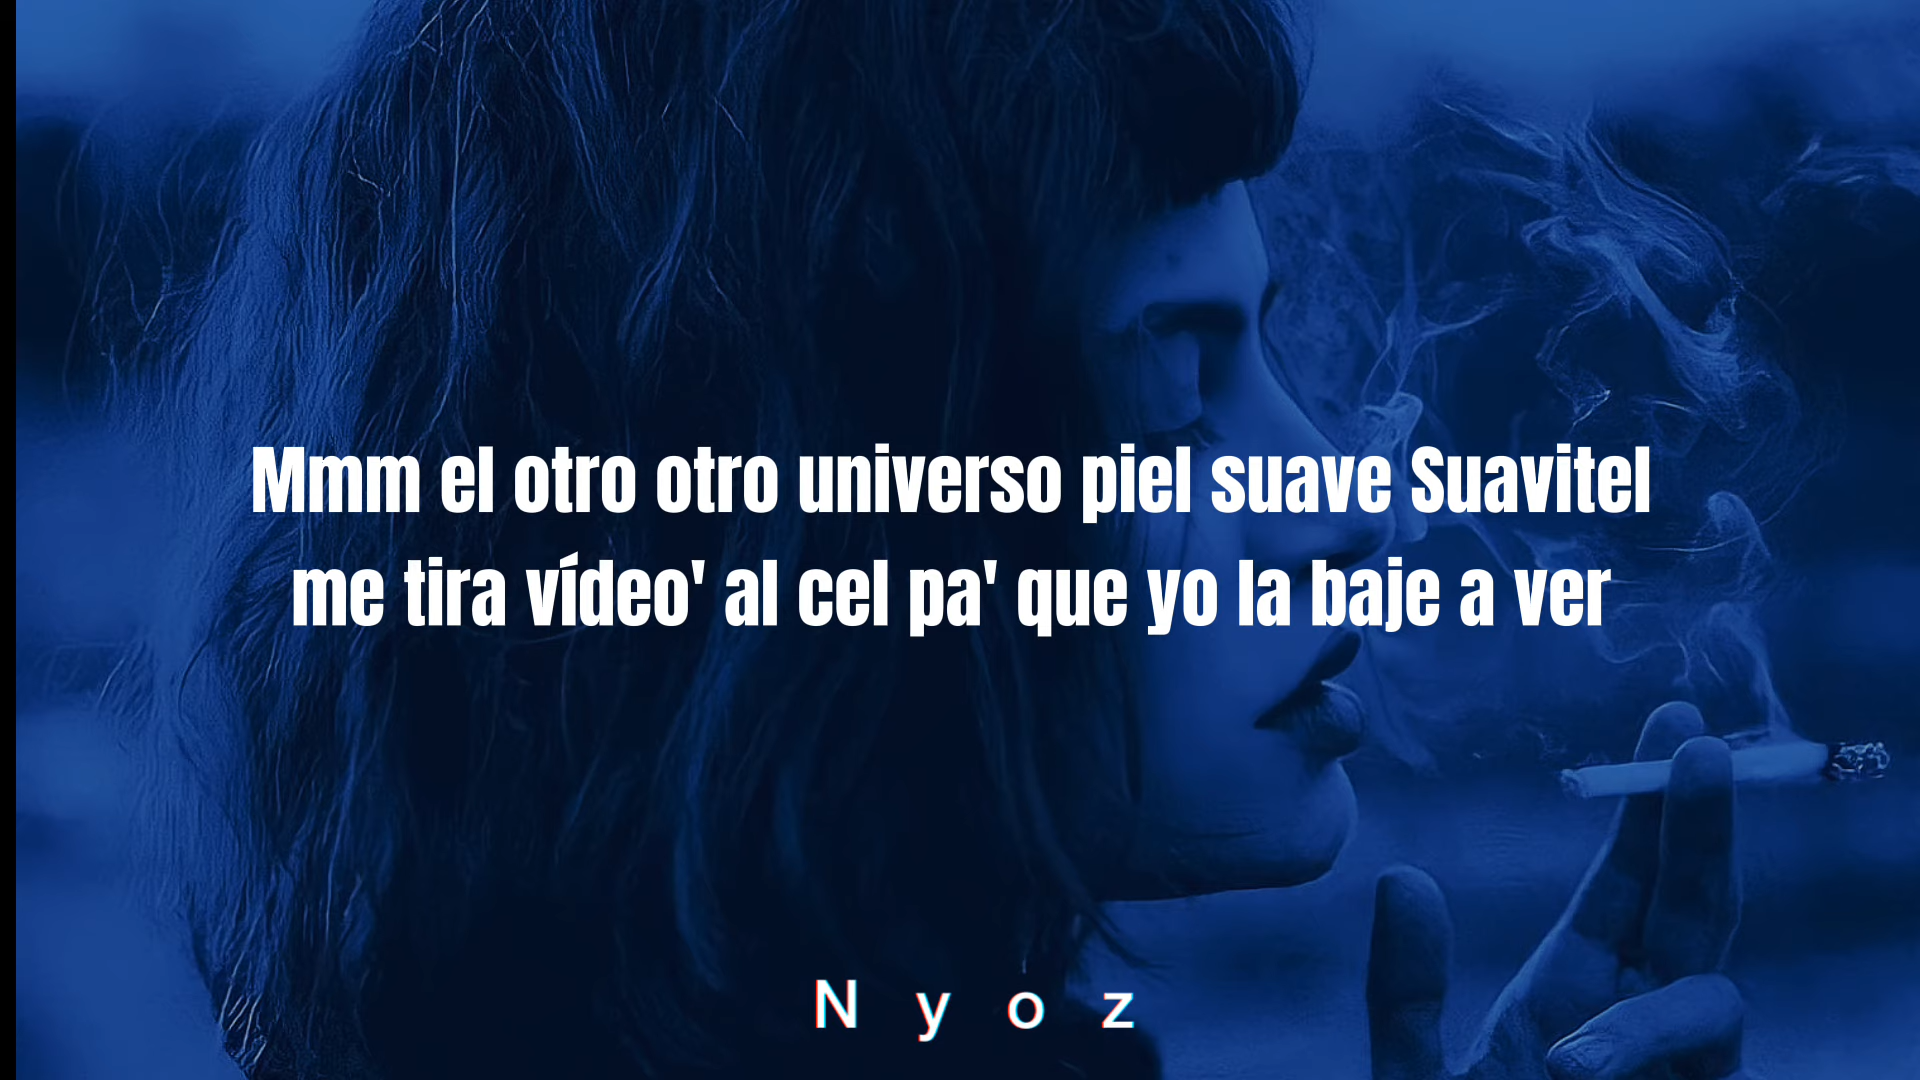 Mmm el otro otro universo piel suave Suavitel
me tira vídeo' al cel pa' que yo la baje a ver
Nyoz